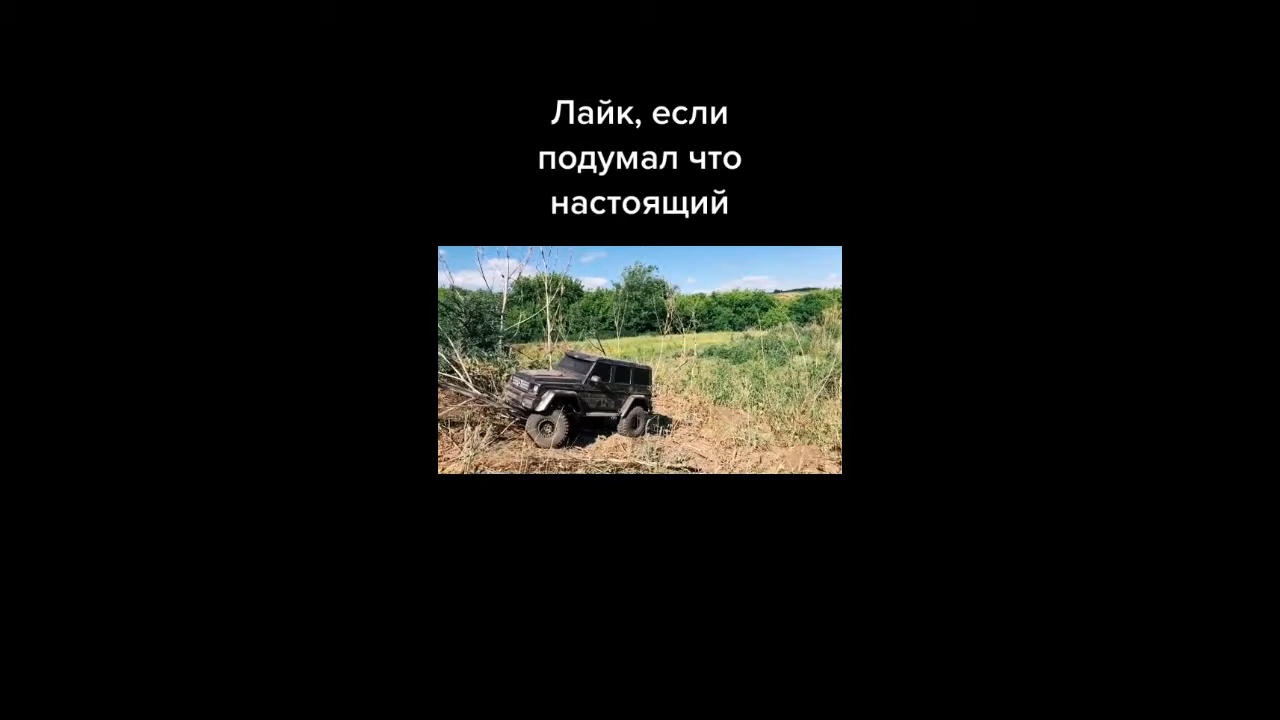 Лайк, если
подумал что
настоящий